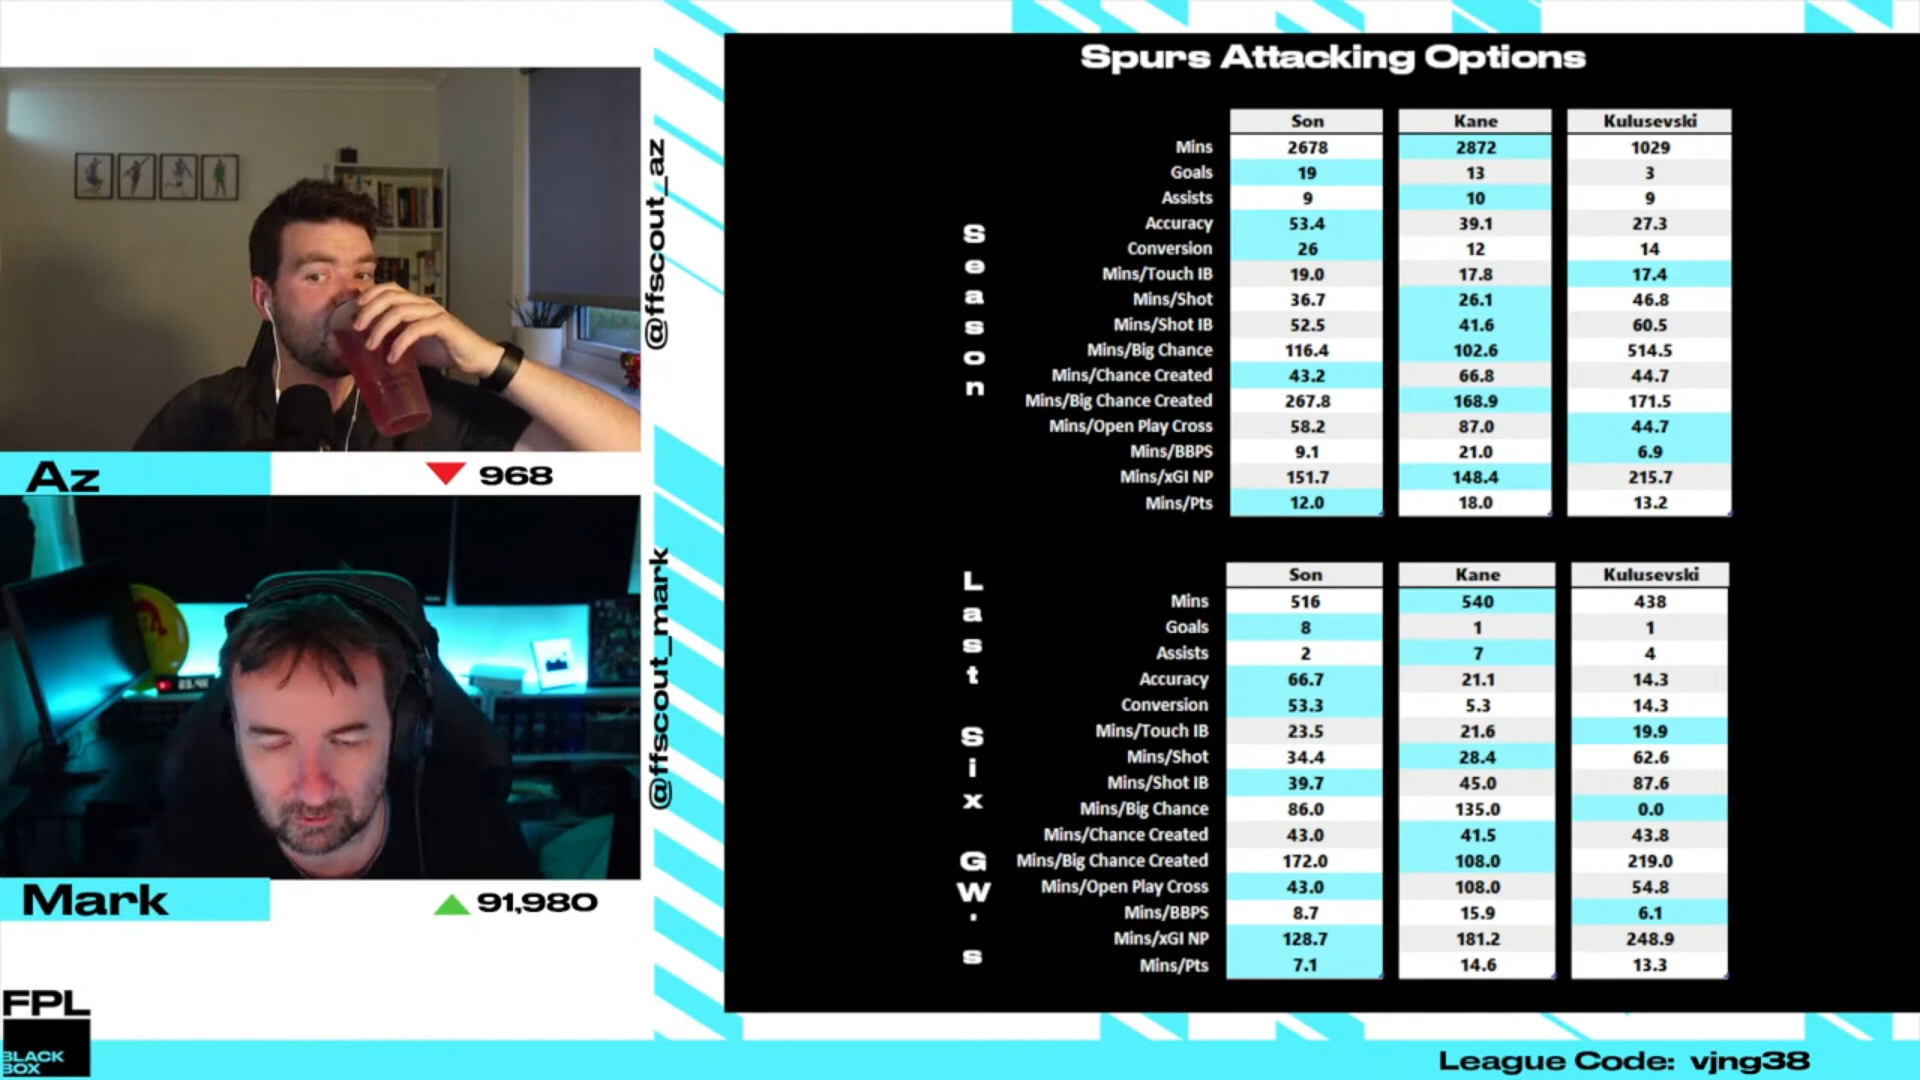 Spurs Attacking Options
Son Kane Kulusevski
Mins 2678 2872 1029
Goals 19 13 3
Assists 9 10 9
Accuracy 53.4 39.1 27.3
Conversion 26 12 14
Mins/Touch IB 19.0 17.8 17.4
Mins/Shot 36.7 26.1 46.8
Mins/Shot IB 52.5 41.6 60.5
Mins/Big Chance 116.4 102.6 514.5
Mins/Chance Created 43.2 66.8 44.7
Mins/Big Chance Created 267.8 168.9 171.5
Mins/Open Play Cross 58.2 87.0 44.7
Mins/BBPS 9.1 21.0 6.9
Mins/xGI NP 151.7 148.4 215.7
Mins/Pts 12.0 18.0 13.2
Season
Son Kane Kulusevski
Mins 516 540 438
Goals 8 1 1
Assists 2 7 4
Accuracy 66.7 21.1 14.3
Conversion 53.3 5.3 14.3
Mins/Touch IB 23.5 21.6 19.9
Mins/Shot 34.4 28.4 62.6
Mins/Shot IB 39.7 45.0 87.6
Mins/Big Chance 86.0 135.0 0.0
Mins/Chance Created 43.0 41.5 43.8
Mins/Big Chance Created 172.0 108.0 219.0
Mins/Open Play Cross 43.0 108.0 54.8
Mins/BBPS 8.7 15.9 6.1
Mins/xGI NP 128.7 181.2 248.9
Mins/Pts 7.1 14.6 13.3
Last Six GW's
@ffscout_az
Az 968
@ffscout_mark
Mark 91,980
FPL
BLACK
BOX
League Code: vjng38